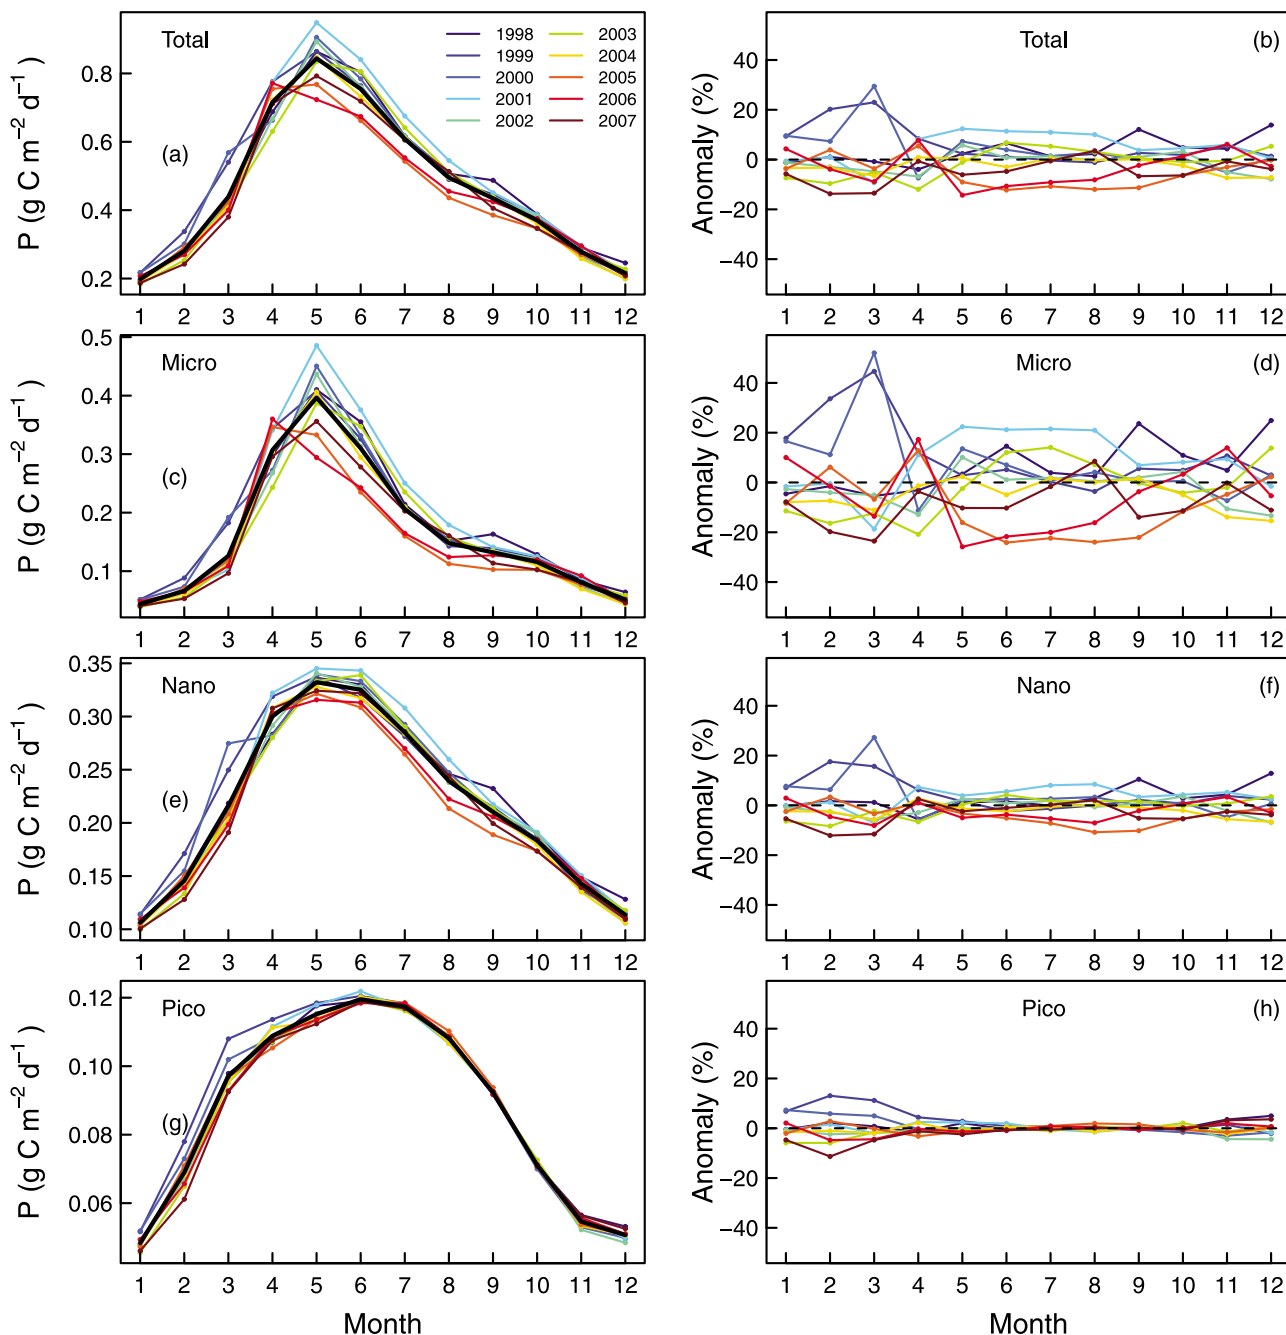 Total
1998
1999
2000
2001
2002
2003
2004
2005
2006
2007
(a)
P (g C m−2 d−1)
0.2
0.4
0.6
0.8
1 2 3 4 5 6 7 8 9 10 11 12
Total
(b)
Anomaly (%)
40
20
0
−20
−40
1 2 3 4 5 6 7 8 9 10 11 12
Micro
(c)
P (g C m−2 d−1)
0.5
0.4
0.3
0.2
0.1
1 2 3 4 5 6 7 8 9 10 11 12
Micro
(d)
Anomaly (%)
40
20
0
−20
−40
1 2 3 4 5 6 7 8 9 10 11 12
Nano
(e)
P (g C m−2 d−1)
0.35
0.30
0.25
0.20
0.15
0.10
1 2 3 4 5 6 7 8 9 10 11 12
Nano
(f)
Anomaly (%)
40
20
0
−20
−40
1 2 3 4 5 6 7 8 9 10 11 12
Pico
(g)
P (g C m−2 d−1)
0.12
0.10
0.08
0.06
1 2 3 4 5 6 7 8 9 10 11 12
Month
Pico
(h)
Anomaly (%)
40
20
0
−20
−40
1 2 3 4 5 6 7 8 9 10 11 12
Month